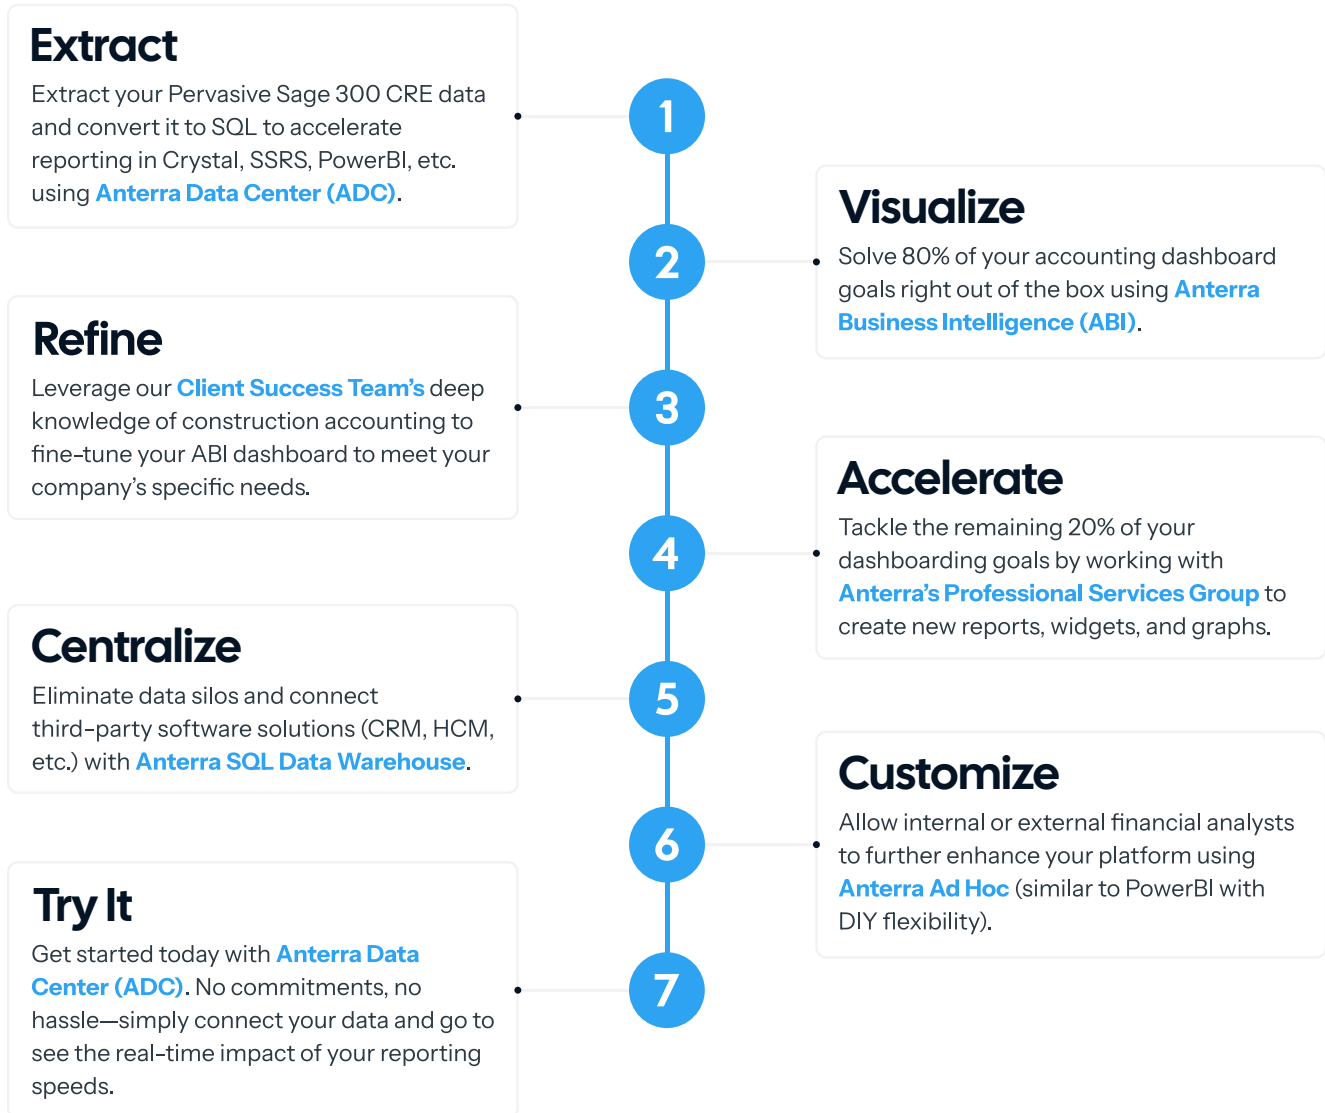 Extract
Extract your Pervasive Sage 300 CRE data
and convert it to SQL to accelerate
reporting in Crystal, SSRS, PowerBI, etc.
using Anterra Data Center (ADC).
1
Visualize
Solve 80% of your accounting dashboard
goals right out of the box using Anterra
Business Intelligence (ABI).
2
Refine
Leverage our Client Success Team’s deep
knowledge of construction accounting to
fine-tune your ABI dashboard to meet your
company’s specific needs.
3
Accelerate
Tackle the remaining 20% of your
dashboarding goals by working with
Anterra’s Professional Services Group to
create new reports, widgets, and graphs.
4
Centralize
Eliminate data silos and connect
third-party software solutions (CRM, HCM,
etc.) with Anterra SQL Data Warehouse.
5
Customize
Allow internal or external financial analysts
to further enhance your platform using
Anterra Ad Hoc (similar to PowerBI with
DIY flexibility).
6
Try It
Get started today with Anterra Data
Center (ADC). No commitments, no
hassle—simply connect your data and go to
see the real-time impact of your reporting
speeds.
7